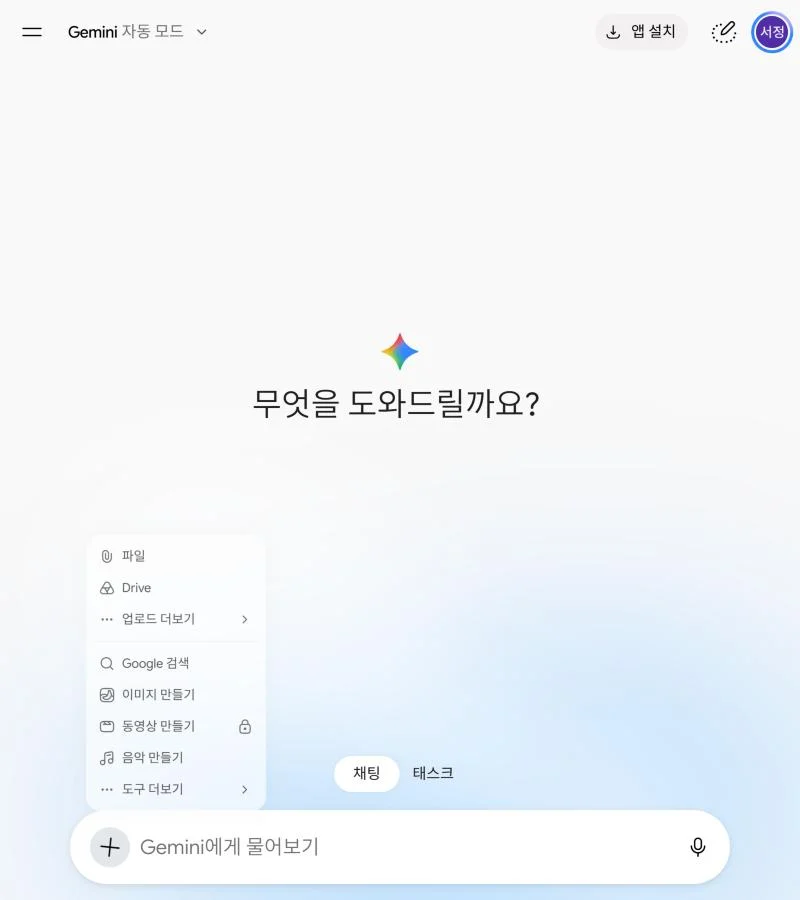 Gemini 자동 모드
앱 설치
서정
무엇을 도와드릴까요?
파일
Drive
업로드 더보기
Google 검색
이미지 만들기
동영상 만들기
음악 만들기
도구 더보기
채팅
태스크
Gemini에게 물어보기